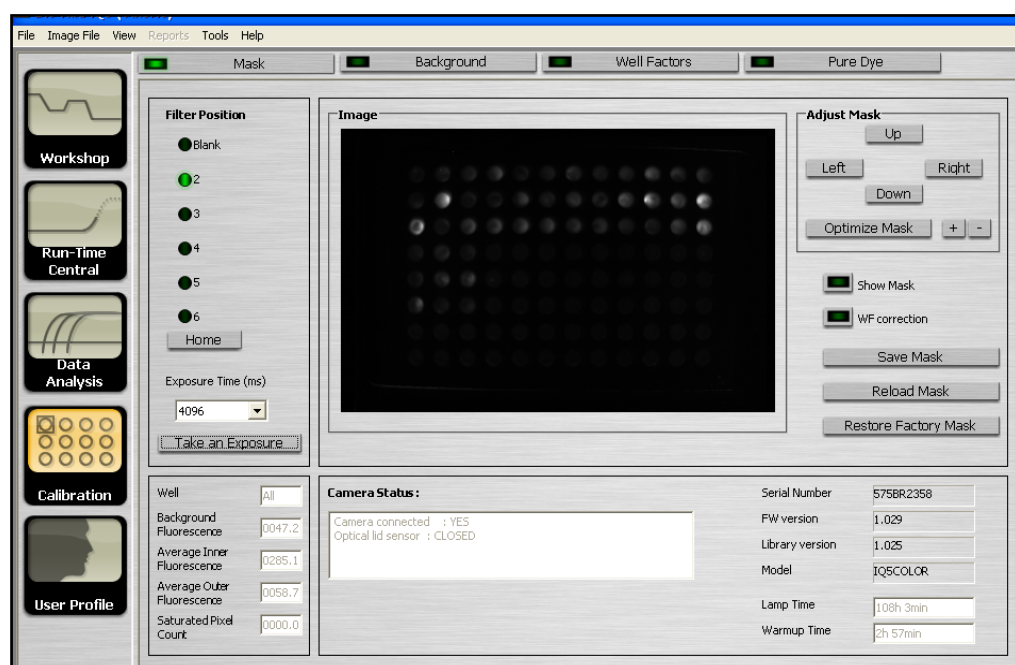 File Image File View Reports Tools Help
Mask Background Well Factors Pure Dye
Workshop
Run-Time
Central
Data
Analysis
Calibration
User Profile
Filter Position
Blank
2
3
4
5
6
Home
Exposure Time (ms)
4096
Take an Exposure
Image
Adjust Mask
Up
Left Right
Down
Optimize Mask + -
Show Mask
WF correction
Save Mask
Reload Mask
Restore Factory Mask
Well All
Background
Fluorescence 0047.2
Average Inner
Fluorescence 0285.1
Average Outer
Fluorescence 0058.7
Saturated Pixel
Count 0000.0
Camera Status :
Camera connected : YES
Optical lid sensor : CLOSED
Serial Number 575BR2358
FW version 1.029
Library version 1.025
Model IQ5COLOR
Lamp Time 108h 3min
Warmup Time 2h 57min